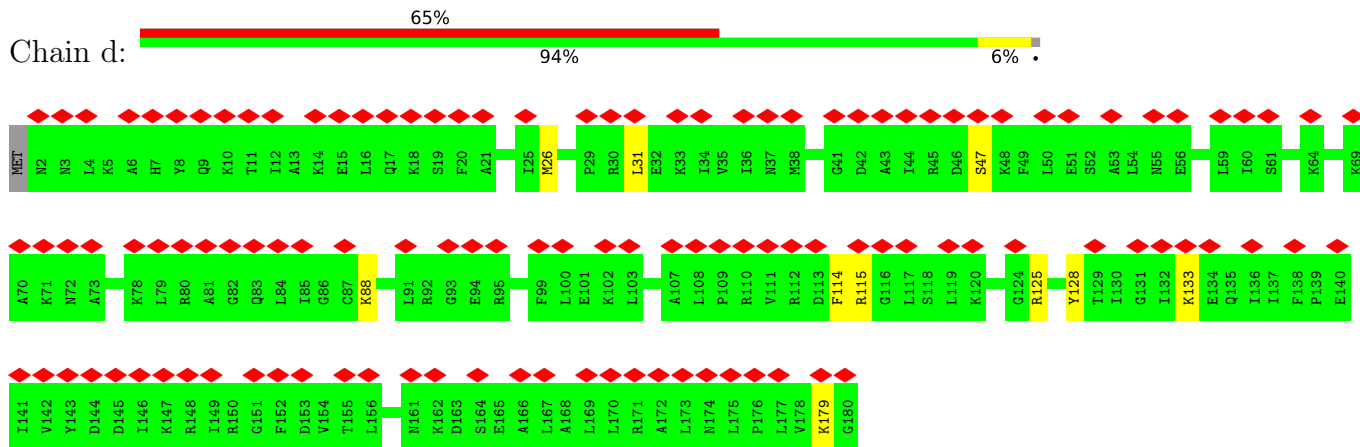 65%
Chain d:
94% 6% .
MET N2 N3 L4 K5 A6 H7 Y8 Q9 K10 T11 I12 A13 K14 E15 L16 Q17 K18 S19 F20 A21 I25 M26 P29 R30 L31 E32 K33 I34 V35 I36 N37 M38 G41 D42 A43 I44 R45 D46 S47 K48 F49 L50 E51 S52 A53 L54 N55 E56 L59 I60 S61 K64 K69
A70 K71 N72 A73 K78 L79 R80 A81 G82 Q83 L84 I85 G86 C87 K88 L91 R92 G93 E94 R95 F99 L100 E101 K102 L103 A107 L108 P109 R110 V111 R112 D113 F114 R115 G116 L117 S118 L119 K120 G124 R125 Y128 T129 I130 G131 I132 K133 E134 Q135 I136 I137 F138 P139 E140
I141 V142 Y143 D144 D145 I146 K147 R148 I149 R150 G151 F152 D153 V154 T155 L156 N161 K162 D163 S164 E165 A166 L167 A168 L169 L170 R171 A172 L173 N174 L175 P176 L177 V178 K179 G180